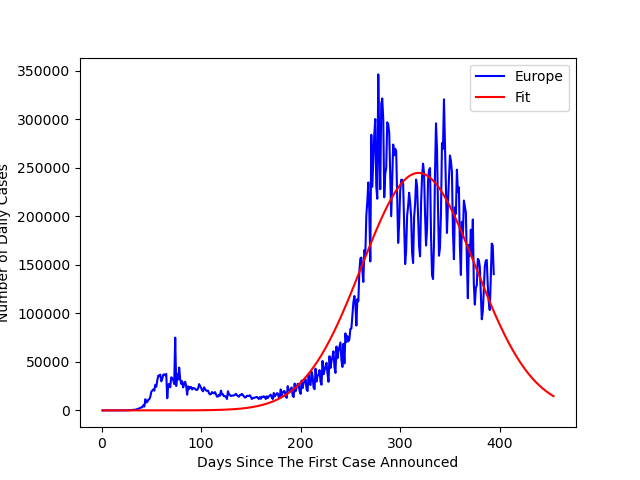 350000
300000
250000
200000
150000
100000
50000
0
Number of Daily Cases
0 100 200 300 400
Days Since The First Case Announced
Europe
Fit